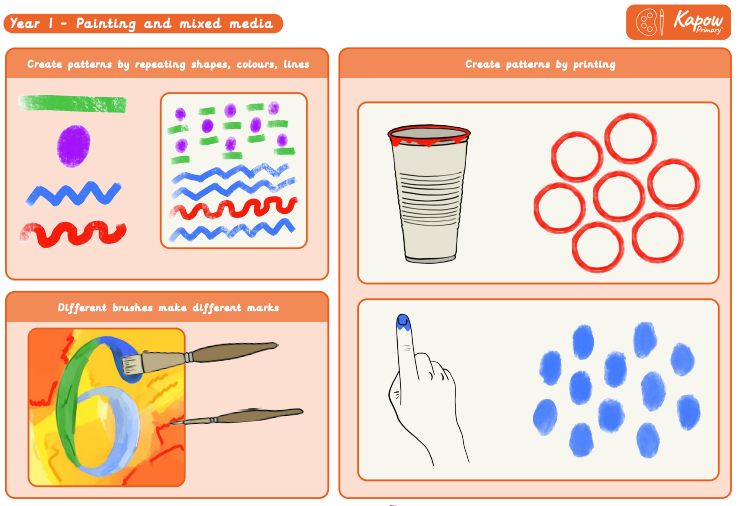 Year 1 - Painting and mixed media
Kapow
Primary
Create patterns by repeating shapes, colours, lines
Create patterns by printing
Different brushes make different marks